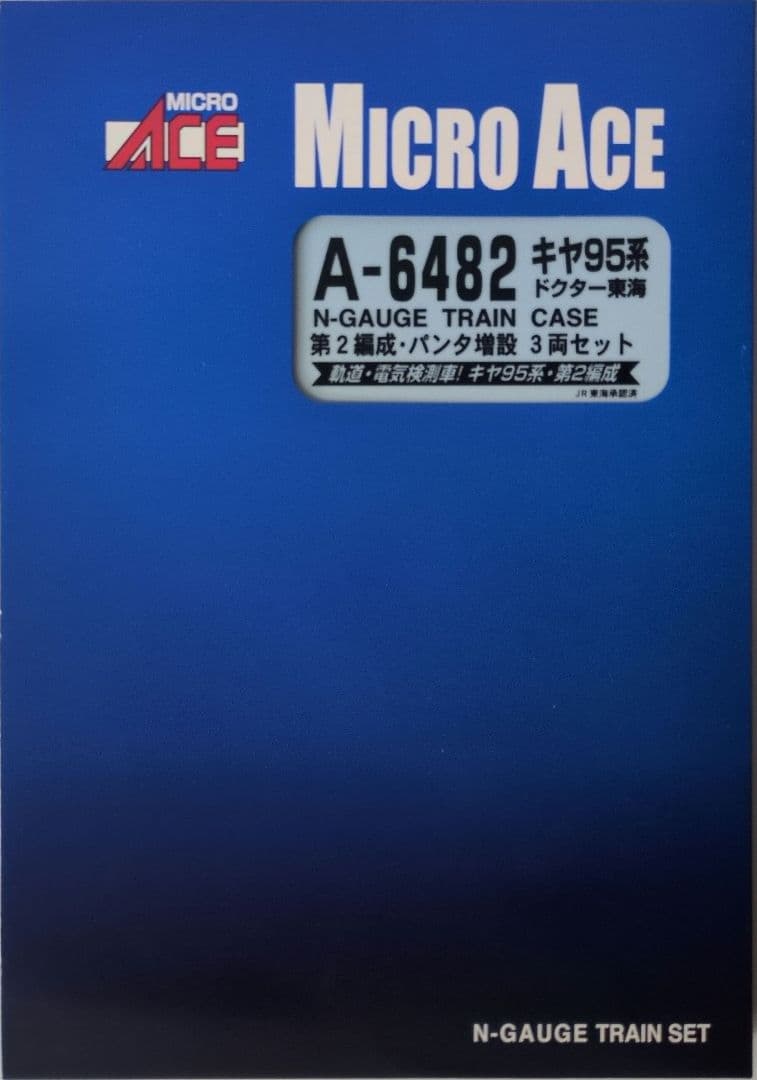 MICRO
ACE
MICRO ACE
A-6482 キヤ95系
ドクター東海
N-GAUGE TRAIN CASE
第2編成・パンタ増設 3両セット
軌道・電気検測車!キヤ95系・第2編成
JR東海承認済
N-GAUGE TRAIN SET